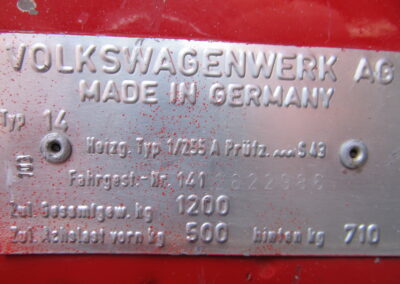 VOLKSWAGENWERK AG
MADE IN GERMANY
Typ 14
Heizg. Typ 1/255 A Prüfz. S 43
Fahrgest.-Nr. 141
Zul. Gesamtgew. kg 1200
Zul. Achslast vorn kg 500 hinten kg 710